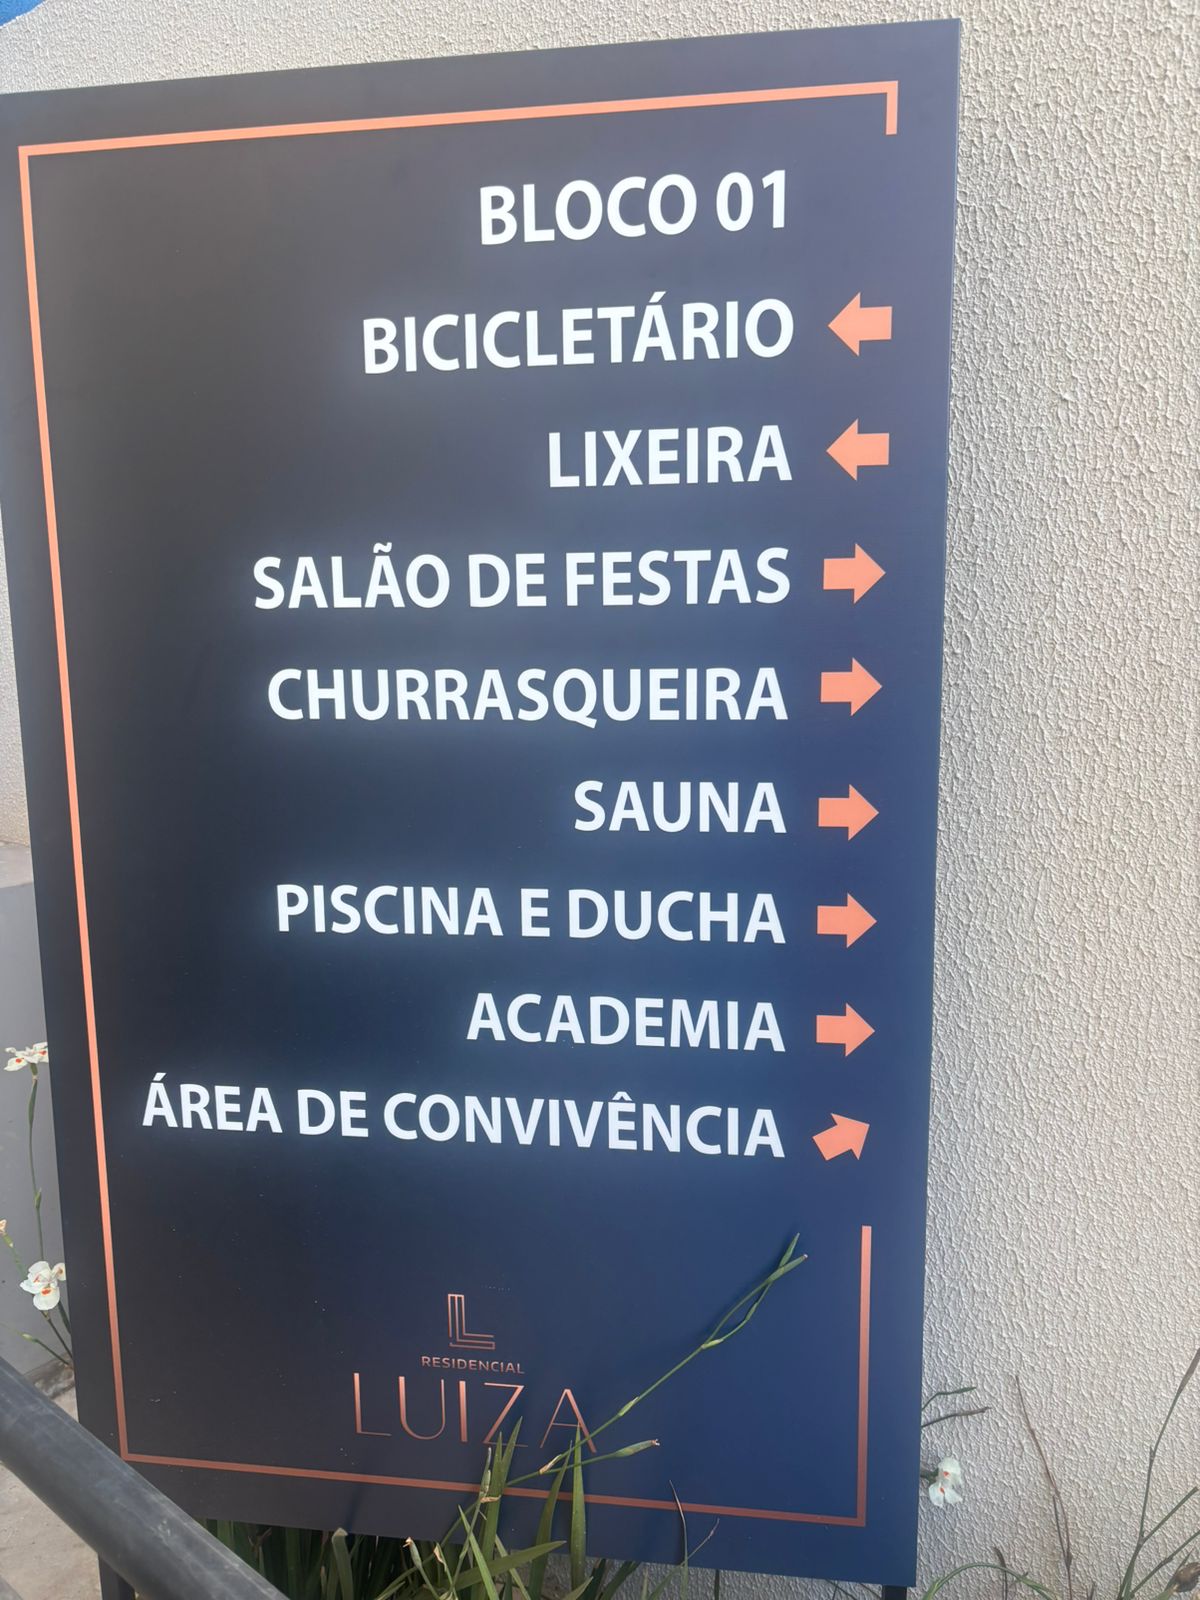 BLOCO 01
BICICLETÁRIO
LIXEIRA
SALÃO DE FESTAS
CHURRASQUEIRA
SAUNA
PISCINA E DUCHA
ACADEMIA
ÁREA DE CONVIVÊNCIA
RESIDENCIAL
LUIZA